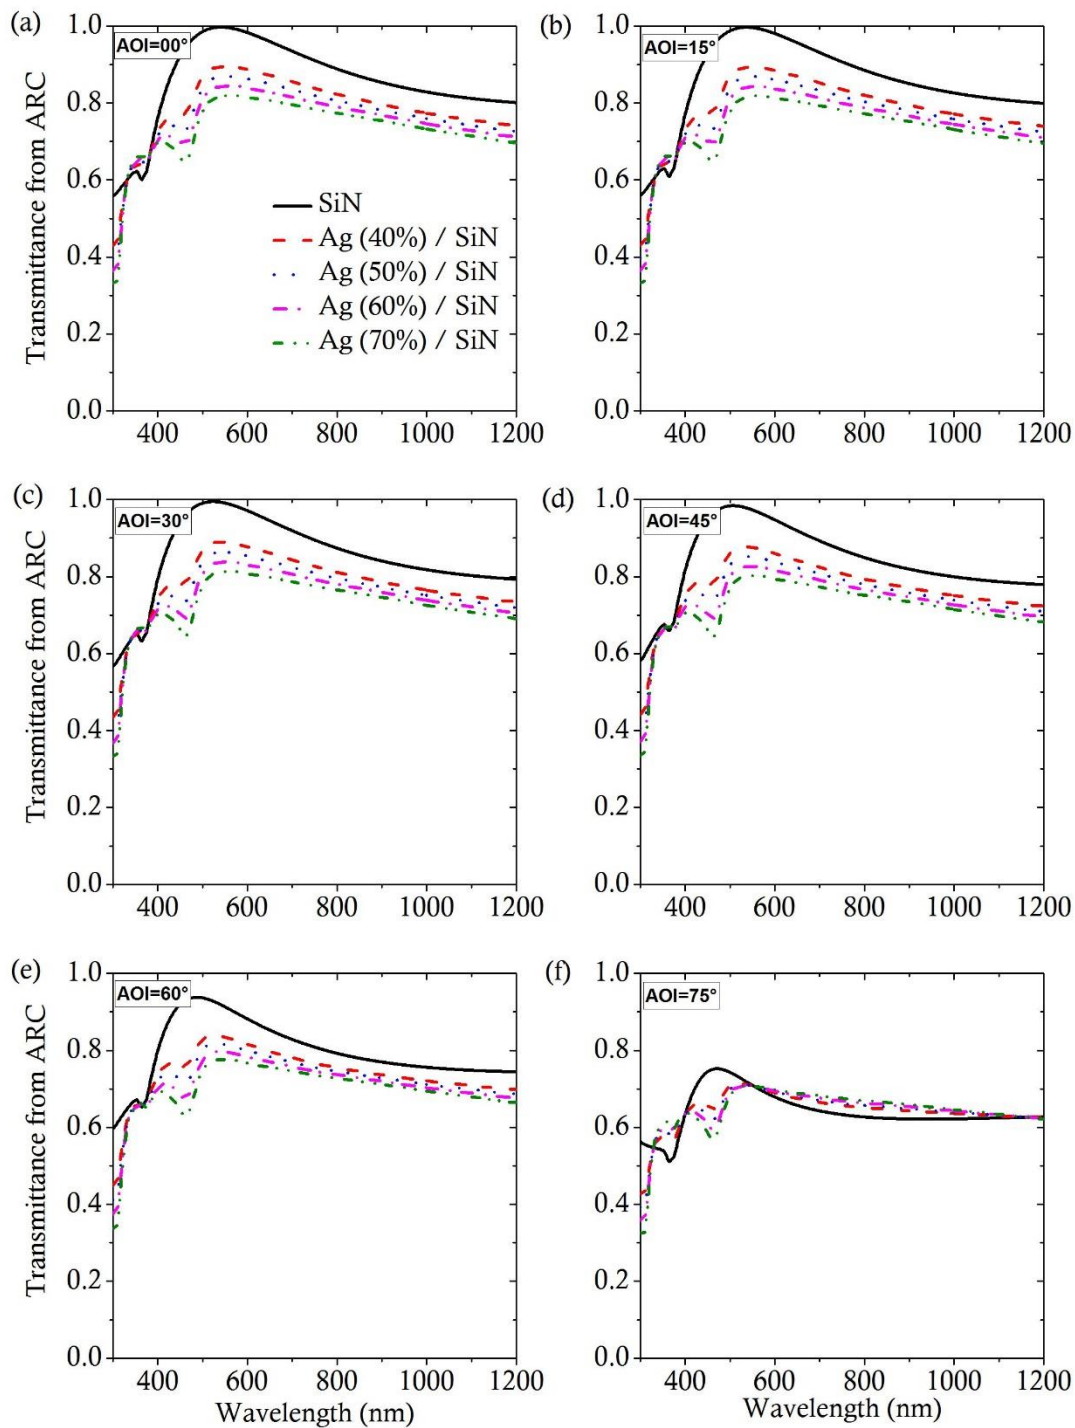 (a)
AOI=00°
Transmittance from ARC
1.0
0.8
0.6
0.4
0.2
0.0
400 600 800 1000 1200
SiN
Ag (40%) / SiN
Ag (50%) / SiN
Ag (60%) / SiN
Ag (70%) / SiN
(b)
AOI=15°
1.0
0.8
0.6
0.4
0.2
0.0
400 600 800 1000 1200
(c)
AOI=30°
Transmittance from ARC
1.0
0.8
0.6
0.4
0.2
0.0
400 600 800 1000 1200
(d)
AOI=45°
1.0
0.8
0.6
0.4
0.2
0.0
400 600 800 1000 1200
(e)
AOI=60°
Transmittance from ARC
1.0
0.8
0.6
0.4
0.2
0.0
400 600 800 1000 1200
Wavelength (nm)
(f)
AOI=75°
1.0
0.8
0.6
0.4
0.2
0.0
400 600 800 1000 1200
Wavelength (nm)